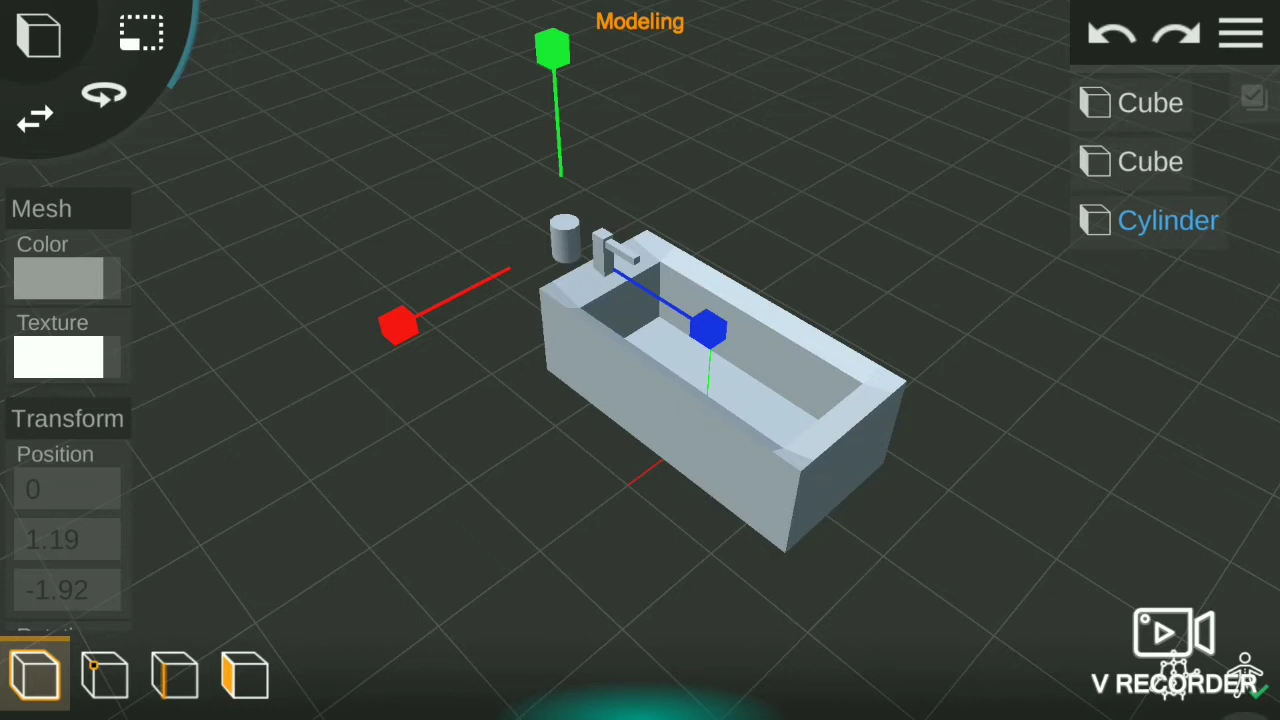 Modeling
Cube
Cube
Cylinder
Mesh
Color
Texture
Transform
Position
0
1.19
-1.92
V RECORDER